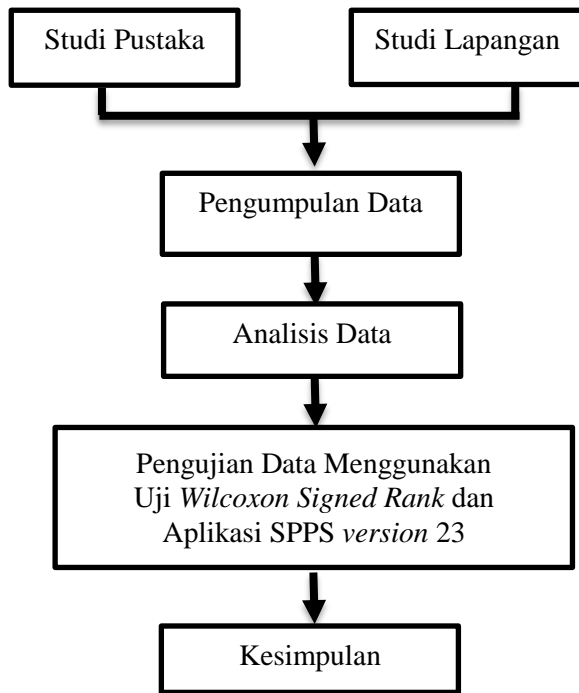 Studi Pustaka
Studi Lapangan
Pengumpulan Data
Analisis Data
Pengujian Data Menggunakan
Uji Wilcoxon Signed Rank dan
Aplikasi SPPS version 23
Kesimpulan